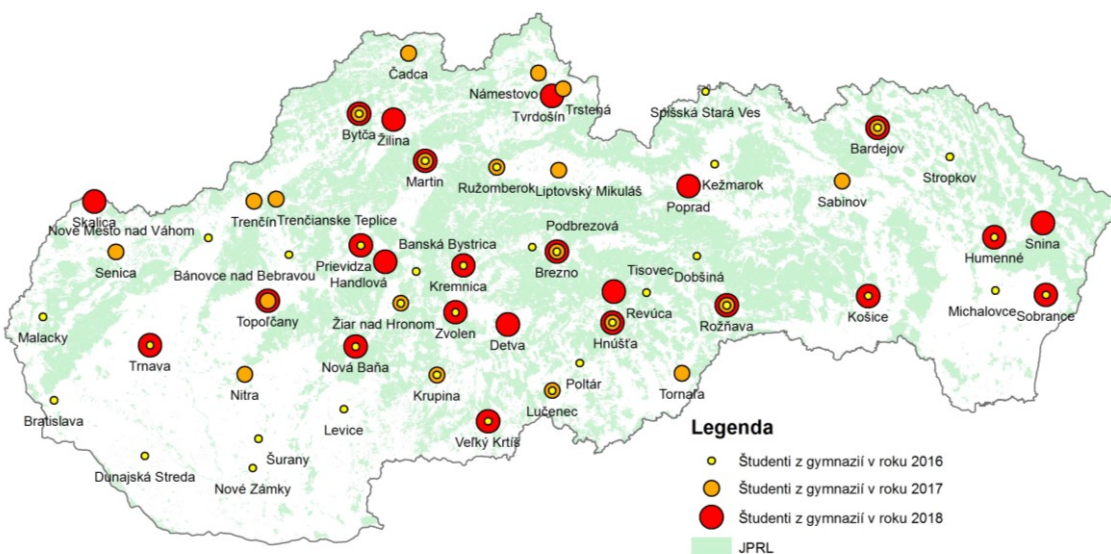 Čadca
Námestovo
Trstená
Tvrdošín
Spišská Stará Ves
Bytča
Žilina
Bardejov
Martin
Ružomberok
Liptovský Mikuláš
Kežmarok
Stropkov
Poprad
Sabinov
Skalica
Nové Mesto nad Váhom
Trenčín
Trenčianske Teplice
Podbrezová
Banská Bystrica
Snina
Humenné
Senica
Bánovce nad Bebravou
Prievidza
Handlová
Kremnica
Brezno
Tisovec
Dobšiná
Malacky
Topoľčany
Žiar nad Hronom
Zvolen
Detva
Revúca
Hnúšťa
Rožňava
Košice
Michalovce
Sobrance
Trnava
Nová Baňa
Poltár
Nitra
Krupina
Lučenec
Tornaľa
Bratislava
Levice
Veľký Krtíš
Šurany
Dunajská Streda
Nové Zámky
Legenda
Študenti z gymnazií v roku 2016
Študenti z gymnazií v roku 2017
Študenti z gymnazií v roku 2018
JPRL